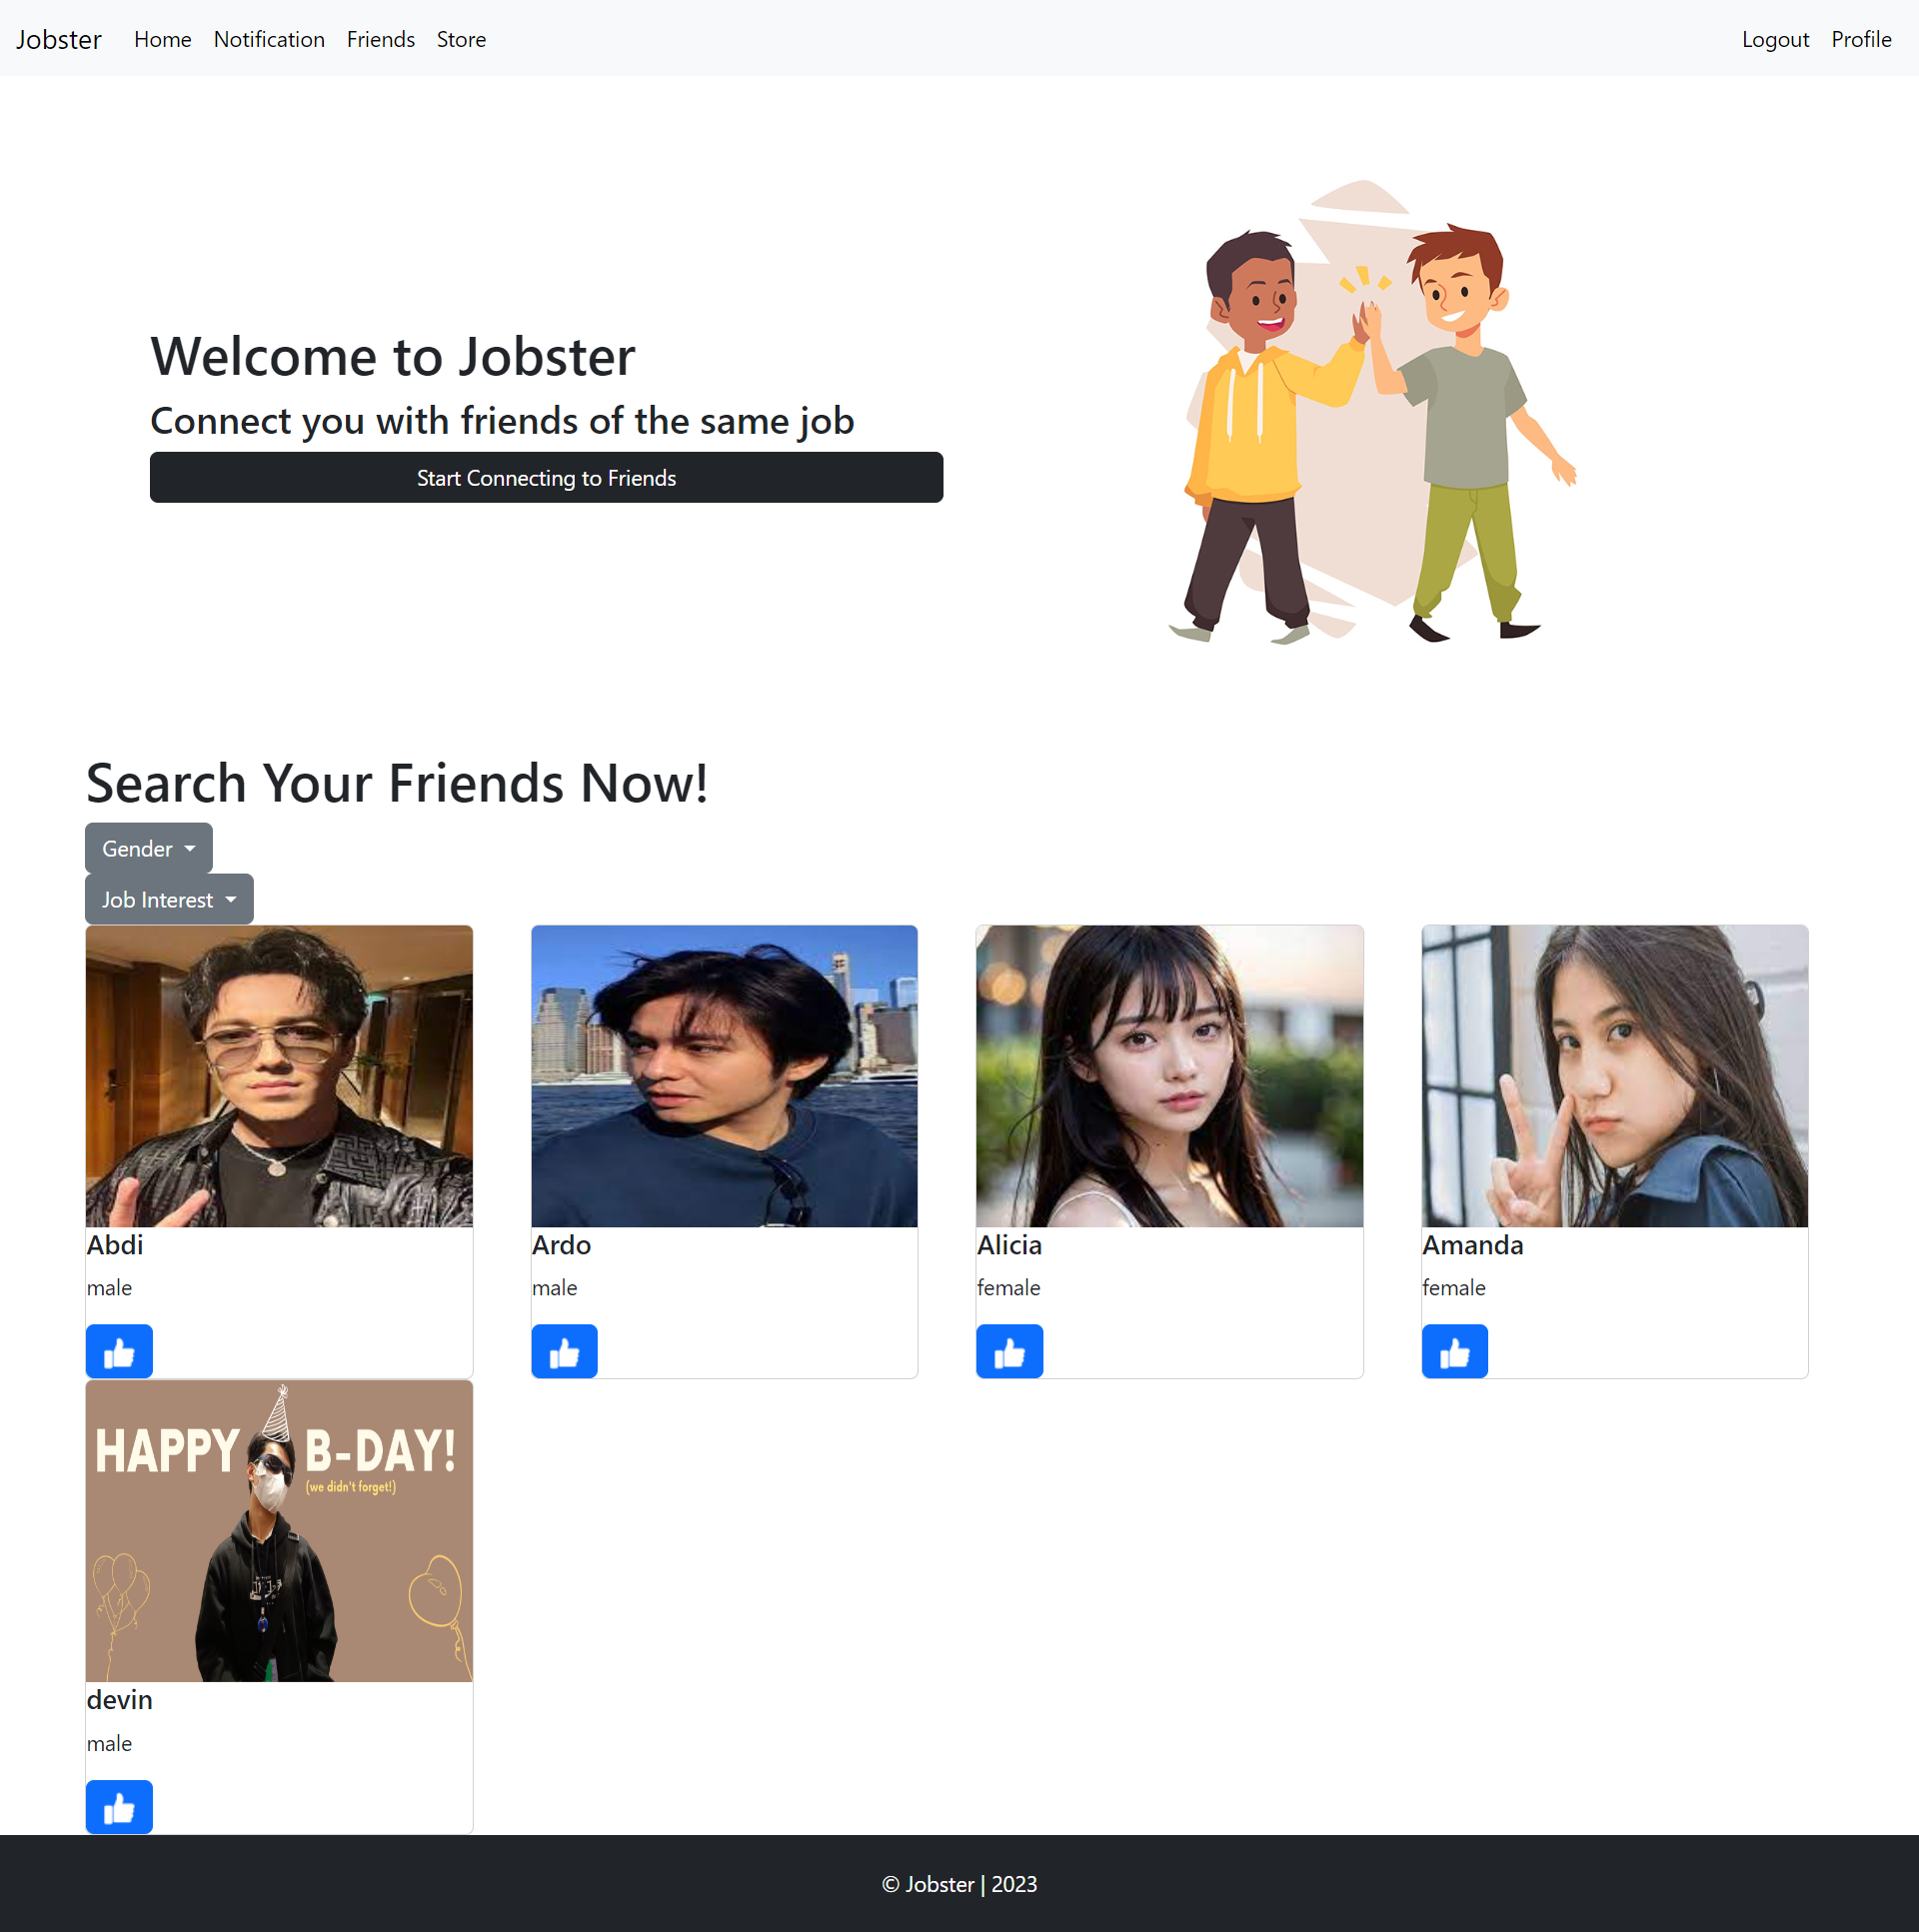 Jobster Home Notification Friends Store Logout Profile
Welcome to Jobster
Connect you with friends of the same job
Start Connecting to Friends
Search Your Friends Now!
Gender
Job Interest
Abdi
male
Ardo
male
Alicia
female
Amanda
female
HAPPY B-DAY!
(we didn't forget!)
devin
male
© Jobster | 2023